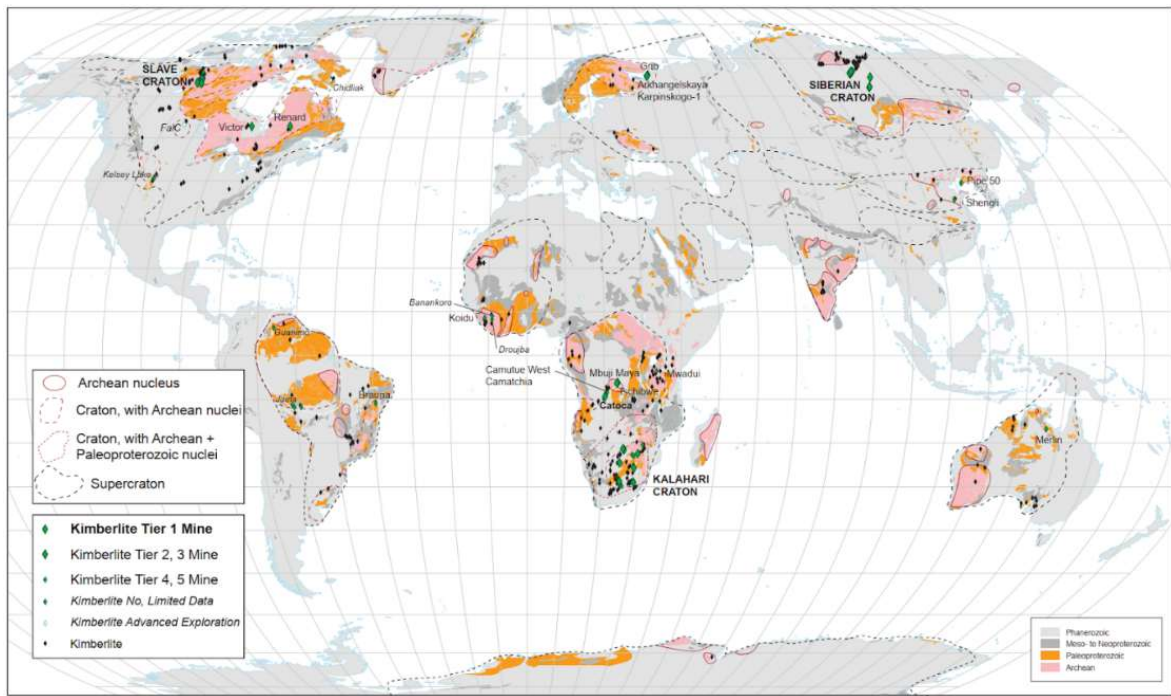 SLAVE
CRATON
Chidliak
FalC
Victor
Renard
Kelsey Lake
Grib
Arkhangelskaya
Karpinskogo-1
SIBERIAN
CRATON
Pipe 50
Shengli
Banankoro
Koidu
Droujba
Guaniamo
Camutue West
Camatchia
Mbuji Maya
Mwadui
Catoca
Braúna
Merlin
KALAHARI
CRATON
Archean nucleus
Craton, with Archean nuclei
Craton, with Archean +
Paleoproterozoic nuclei
Supercraton
Kimberlite Tier 1 Mine
Kimberlite Tier 2, 3 Mine
Kimberlite Tier 4, 5 Mine
Kimberlite No, Limited Data
Kimberlite Advanced Exploration
Kimberlite
Phanerozoic
Meso- to Neoproterozoic
Paleoproterozoic
Archean